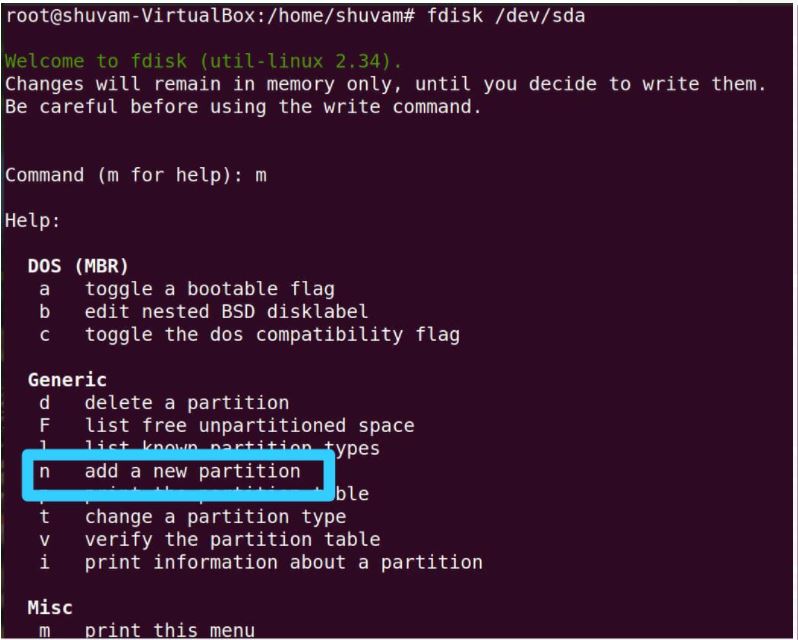 root@shuvam-VirtualBox:/home/shuvam# fdisk /dev/sda
Welcome to fdisk (util-linux 2.34).
Changes will remain in memory only, until you decide to write them.
Be careful before using the write command.
Command (m for help): m
Help:
DOS (MBR)
a toggle a bootable flag
b edit nested BSD disklabel
c toggle the dos compatibility flag
Generic
d delete a partition
F list free unpartitioned space
l list known partition types
n add a new partition
p print the partition table
t change a partition type
v verify the partition table
i print information about a partition
Misc
m print this menu